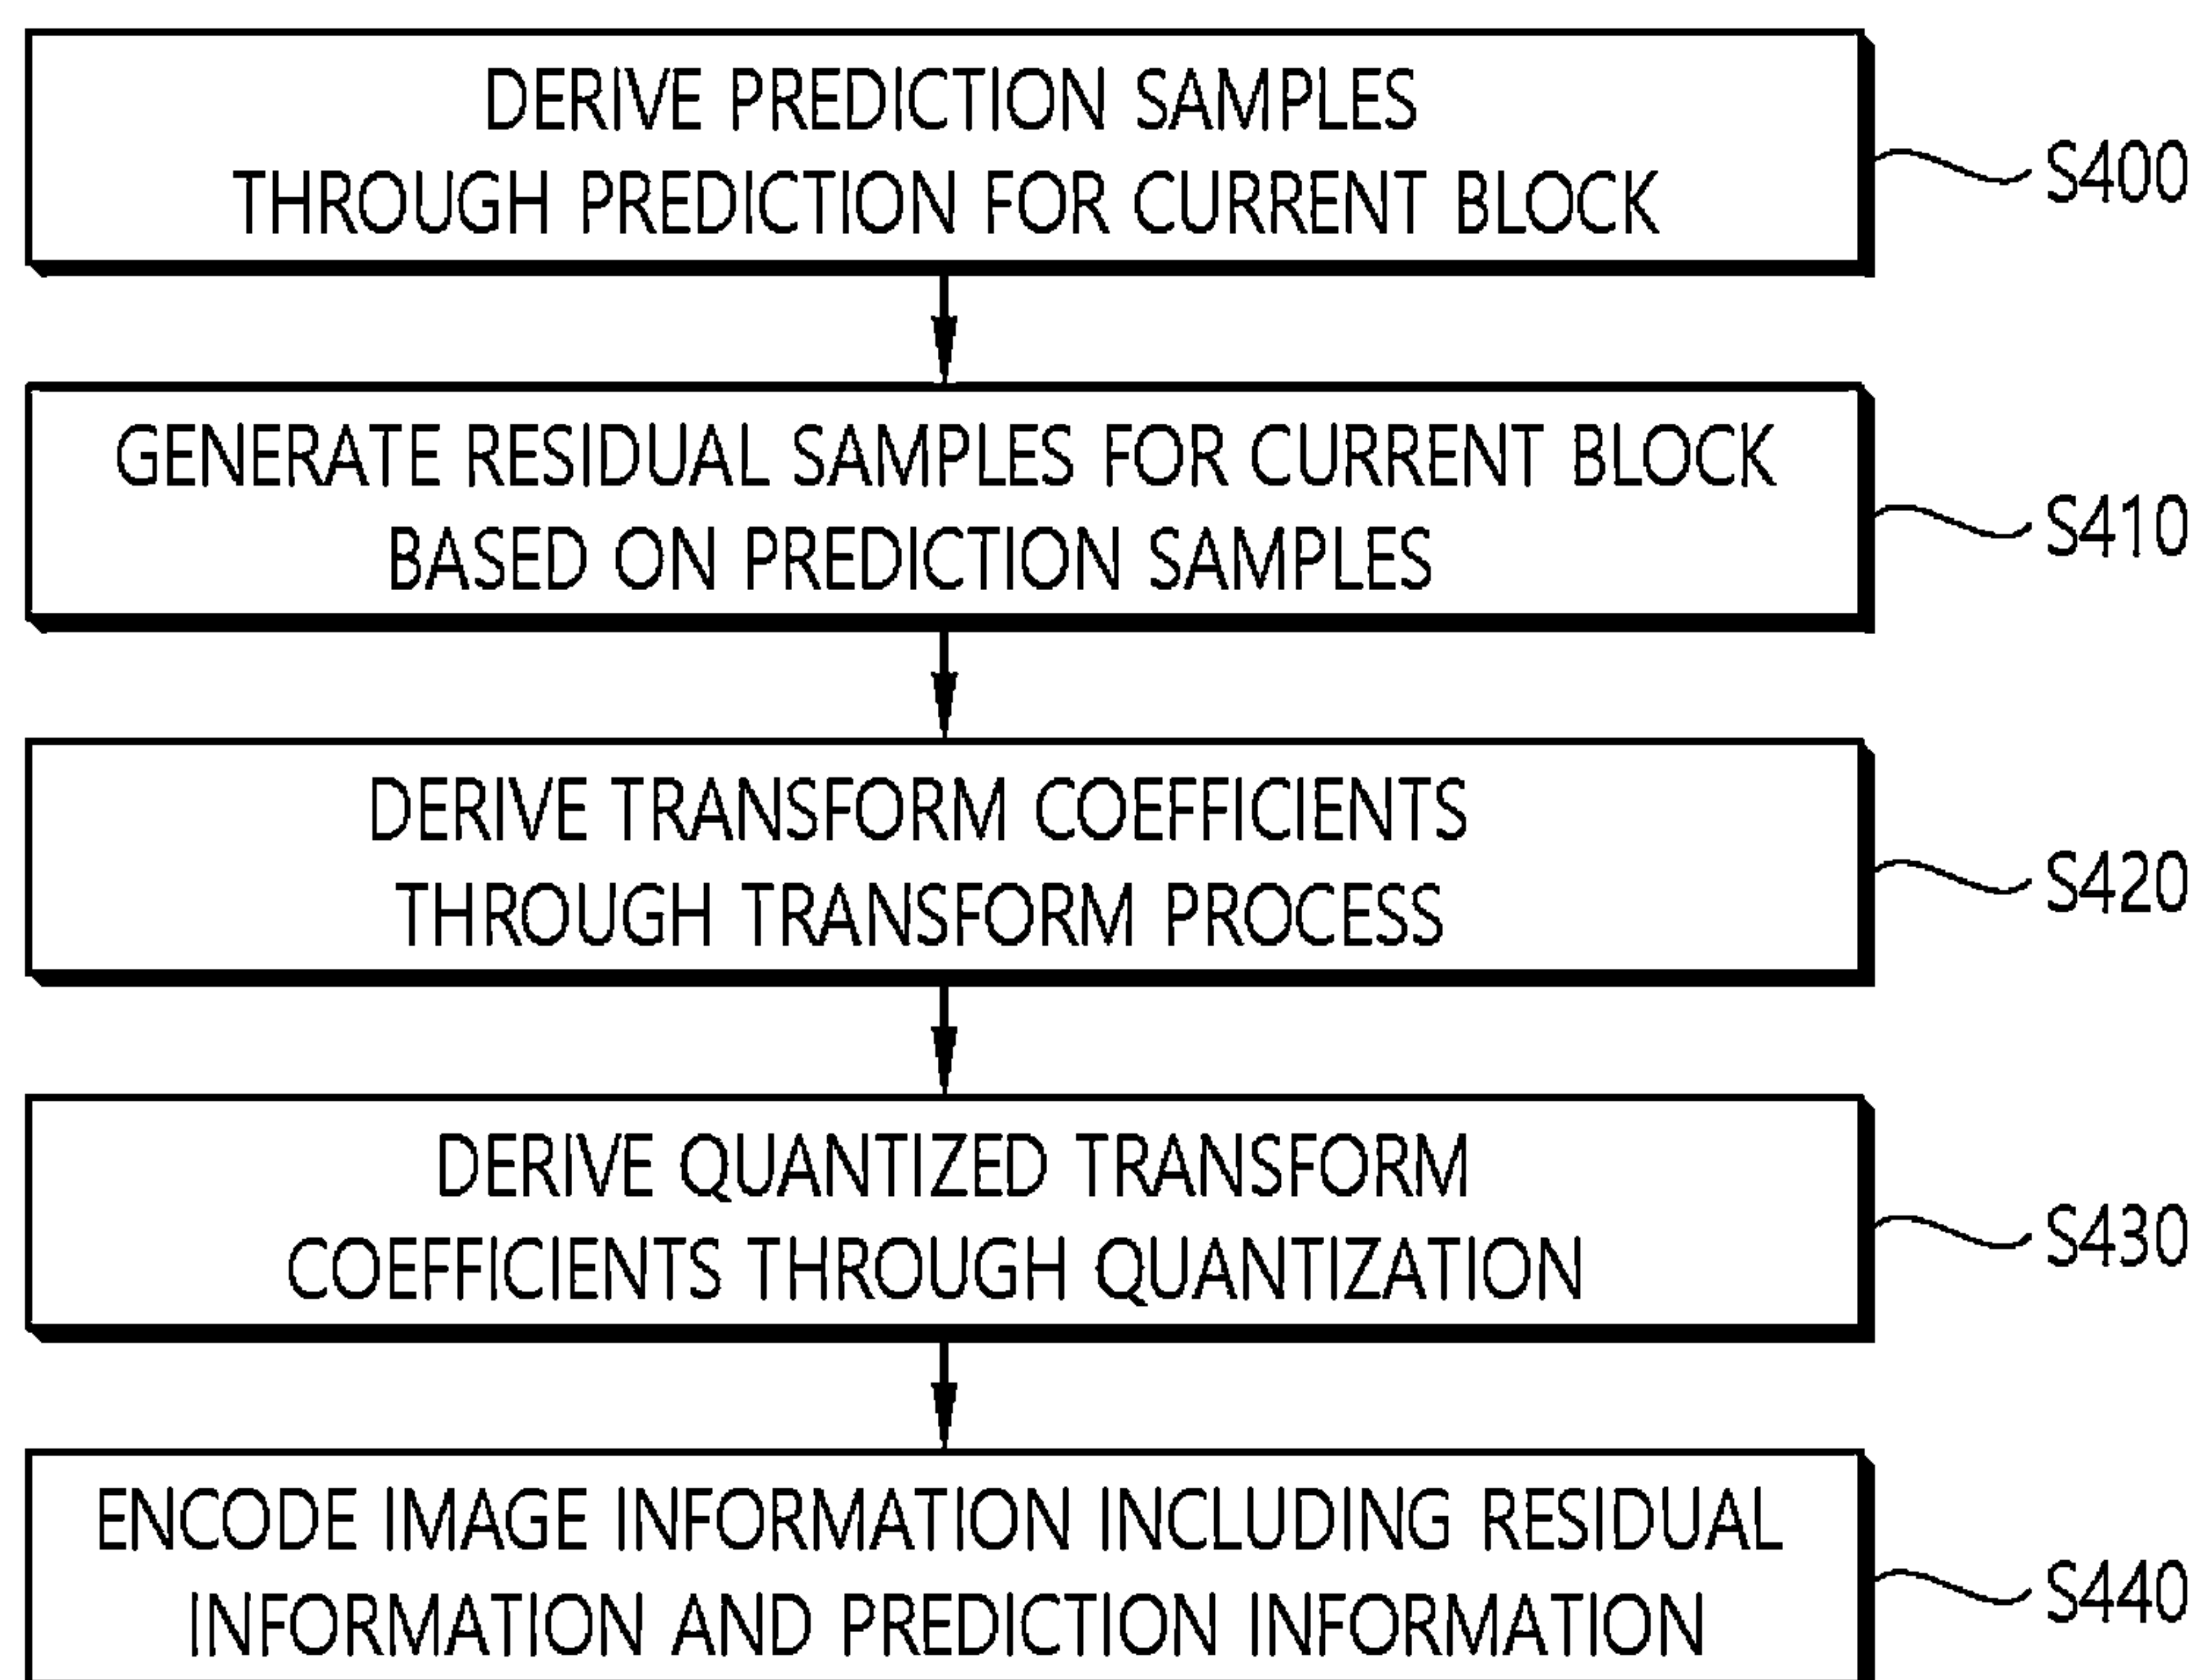 DERIVE PREDICTION SAMPLES
THROUGH PREDICTION FOR CURRENT BLOCK
S400
GENERATE RESIDUAL SAMPLES FOR CURRENT BLOCK
BASED ON PREDICTION SAMPLES
S410
DERIVE TRANSFORM COEFFICIENTS
THROUGH TRANSFORM PROCESS
S420
DERIVE QUANTIZED TRANSFORM
COEFFICIENTS THROUGH QUANTIZATION
S430
ENCODE IMAGE INFORMATION INCLUDING RESIDUAL
INFORMATION AND PREDICTION INFORMATION
S440